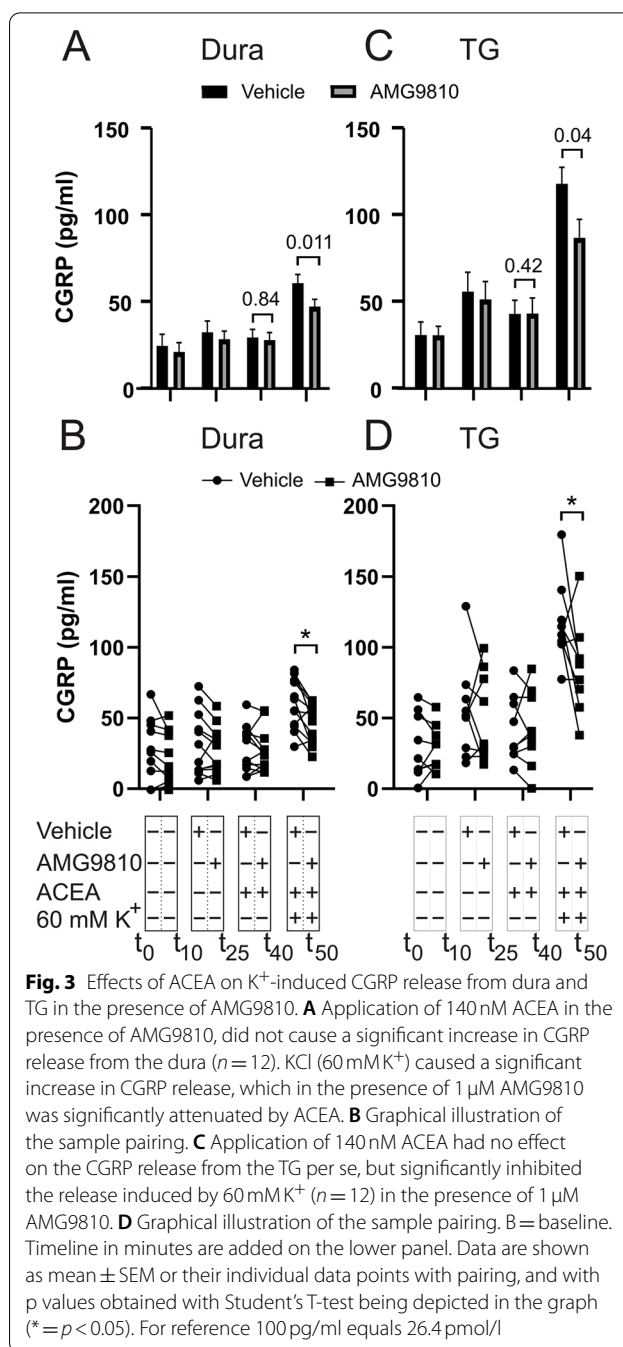 A Dura C TG
Vehicle AMG9810
150 150
100 100
50 50
0 0
CGRP (pg/ml)
0.84 0.011 0.42 0.04
B Dura D TG
Vehicle AMG9810
200 200
150 150
100 100
50 50
0 0
CGRP (pg/ml)
* *
Vehicle − − + − + − + − − − + − + − + −
AMG9810 − − − + − + − + − − − + − + − +
ACEA − − − − + + + + − − − − + + + +
60 mM K⁺ − − − − − − + + − − − − − − + +
t₀ t₁₀ t₂₅ t₄₀ t₅₀ t₀ t₁₀ t₂₅ t₄₀ t₅₀
Fig. 3 Effects of ACEA on K⁺-induced CGRP release from dura and
TG in the presence of AMG9810. A Application of 140 nM ACEA in the
presence of AMG9810, did not cause a significant increase in CGRP
release from the dura (n = 12). KCl (60 mM K⁺) caused a significant
increase in CGRP release, which in the presence of 1 μM AMG9810
was significantly attenuated by ACEA. B Graphical illustration of
the sample pairing. C Application of 140 nM ACEA had no effect
on the CGRP release from the TG per se, but significantly inhibited
the release induced by 60 mM K⁺ (n = 12) in the presence of 1 μM
AMG9810. D Graphical illustration of the sample pairing. B = baseline.
Timeline in minutes are added on the lower panel. Data are shown
as mean ± SEM or their individual data points with pairing, and with
p values obtained with Student's T-test being depicted in the graph
(* = p < 0.05). For reference 100 pg/ml equals 26.4 pmol/l